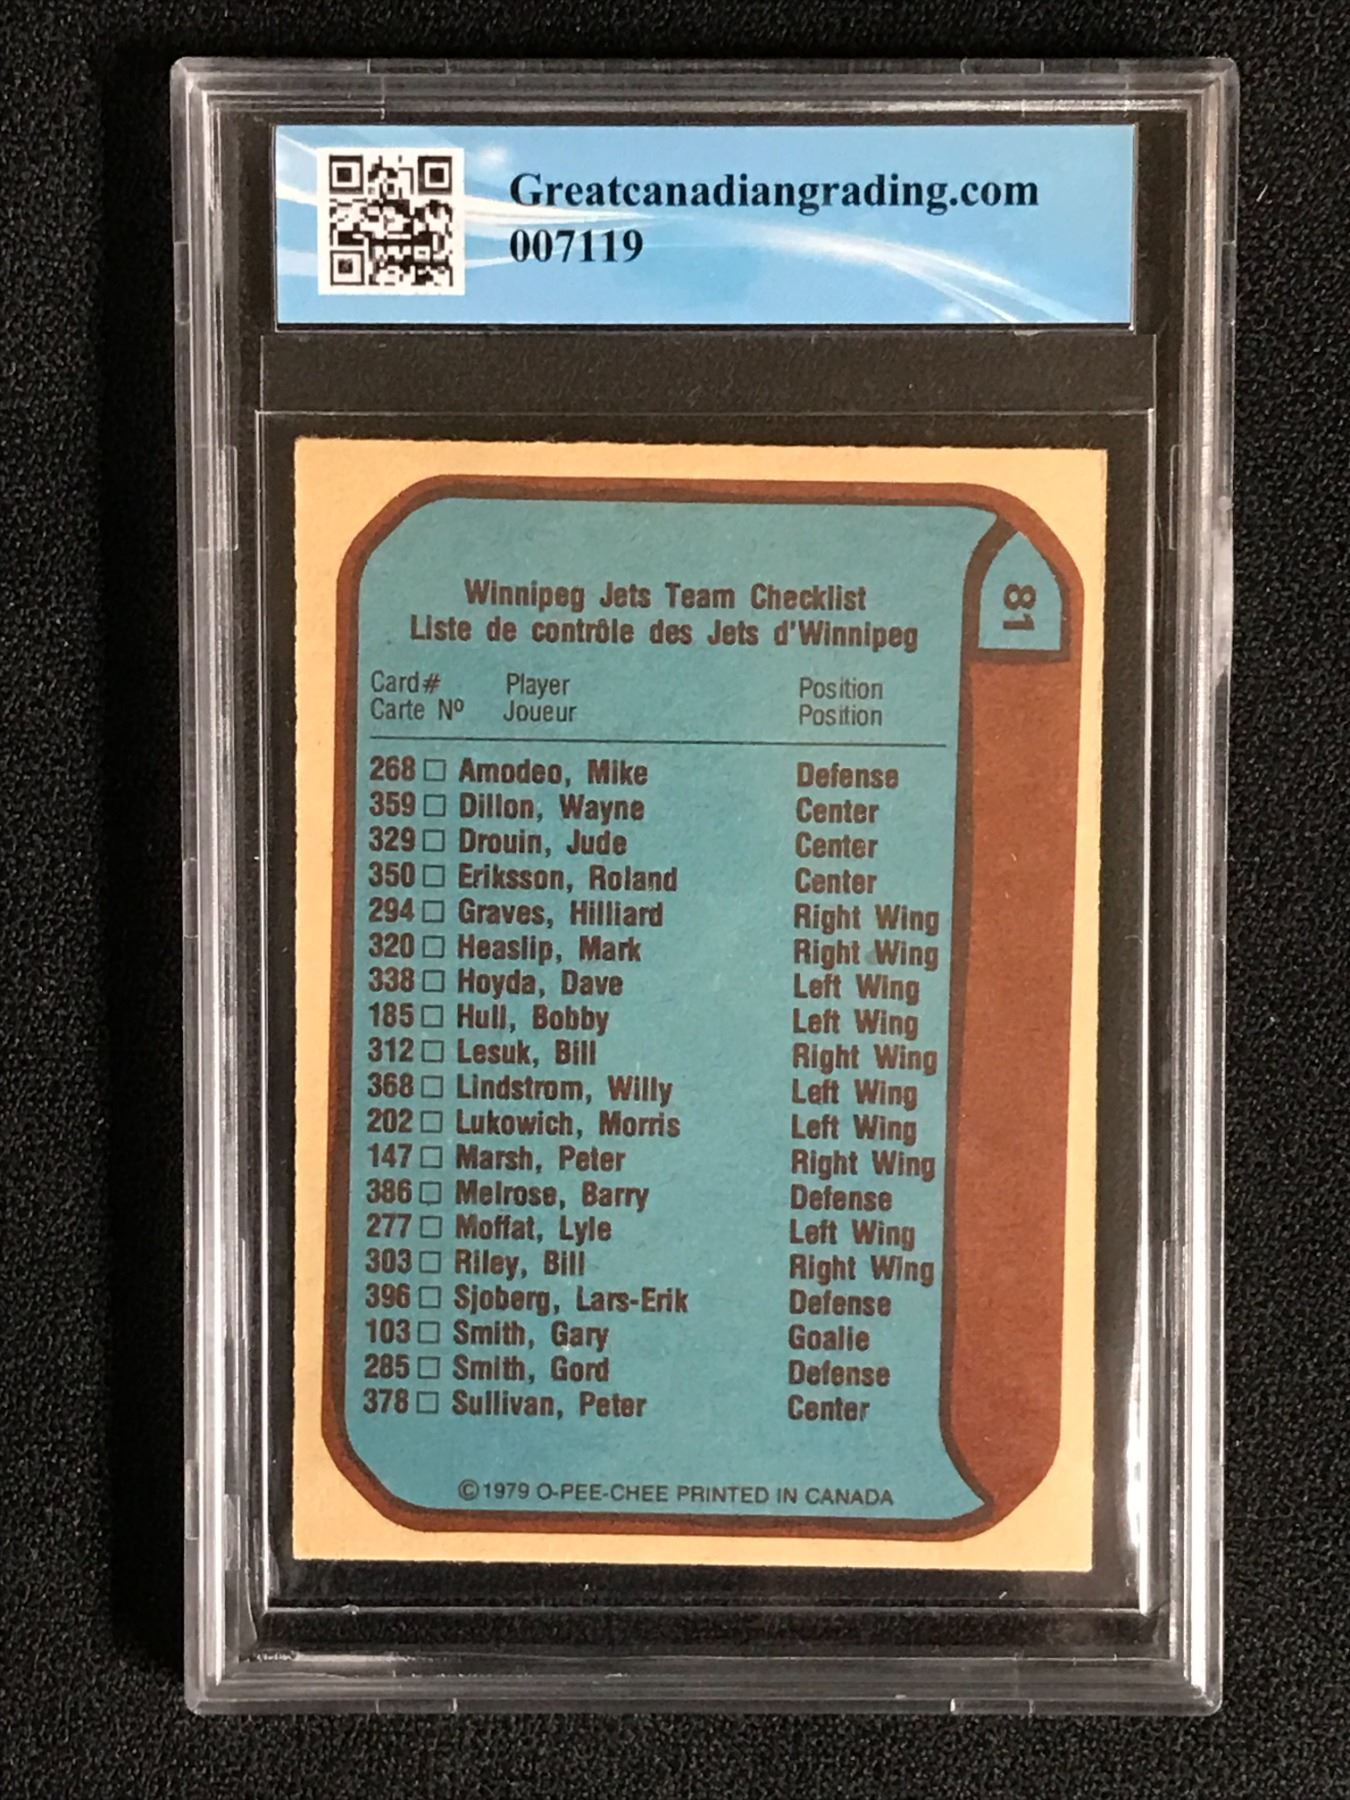 Greatcanadiangrading.com
007119
81
Winnipeg Jets Team Checklist
Liste de contrôle des Jets d'Winnipeg
Card# Player Position
Carte Nº Joueur Position
268 □ Amodeo, Mike Defense
359 □ Dillon, Wayne Center
329 □ Drouin, Jude Center
350 □ Eriksson, Roland Center
294 □ Graves, Hilliard Right Wing
320 □ Heaslip, Mark Right Wing
338 □ Hoyda, Dave Left Wing
185 □ Hull, Bobby Left Wing
312 □ Lesuk, Bill Right Wing
368 □ Lindstrom, Willy Left Wing
202 □ Lukowich, Morris Left Wing
147 □ Marsh, Peter Right Wing
386 □ Melrose, Barry Defense
277 □ Moffat, Lyle Left Wing
303 □ Riley, Bill Right Wing
396 □ Sjoberg, Lars-Erik Defense
103 □ Smith, Gary Goalie
285 □ Smith, Gord Defense
378 □ Sullivan, Peter Center
©1979 O-PEE-CHEE PRINTED IN CANADA